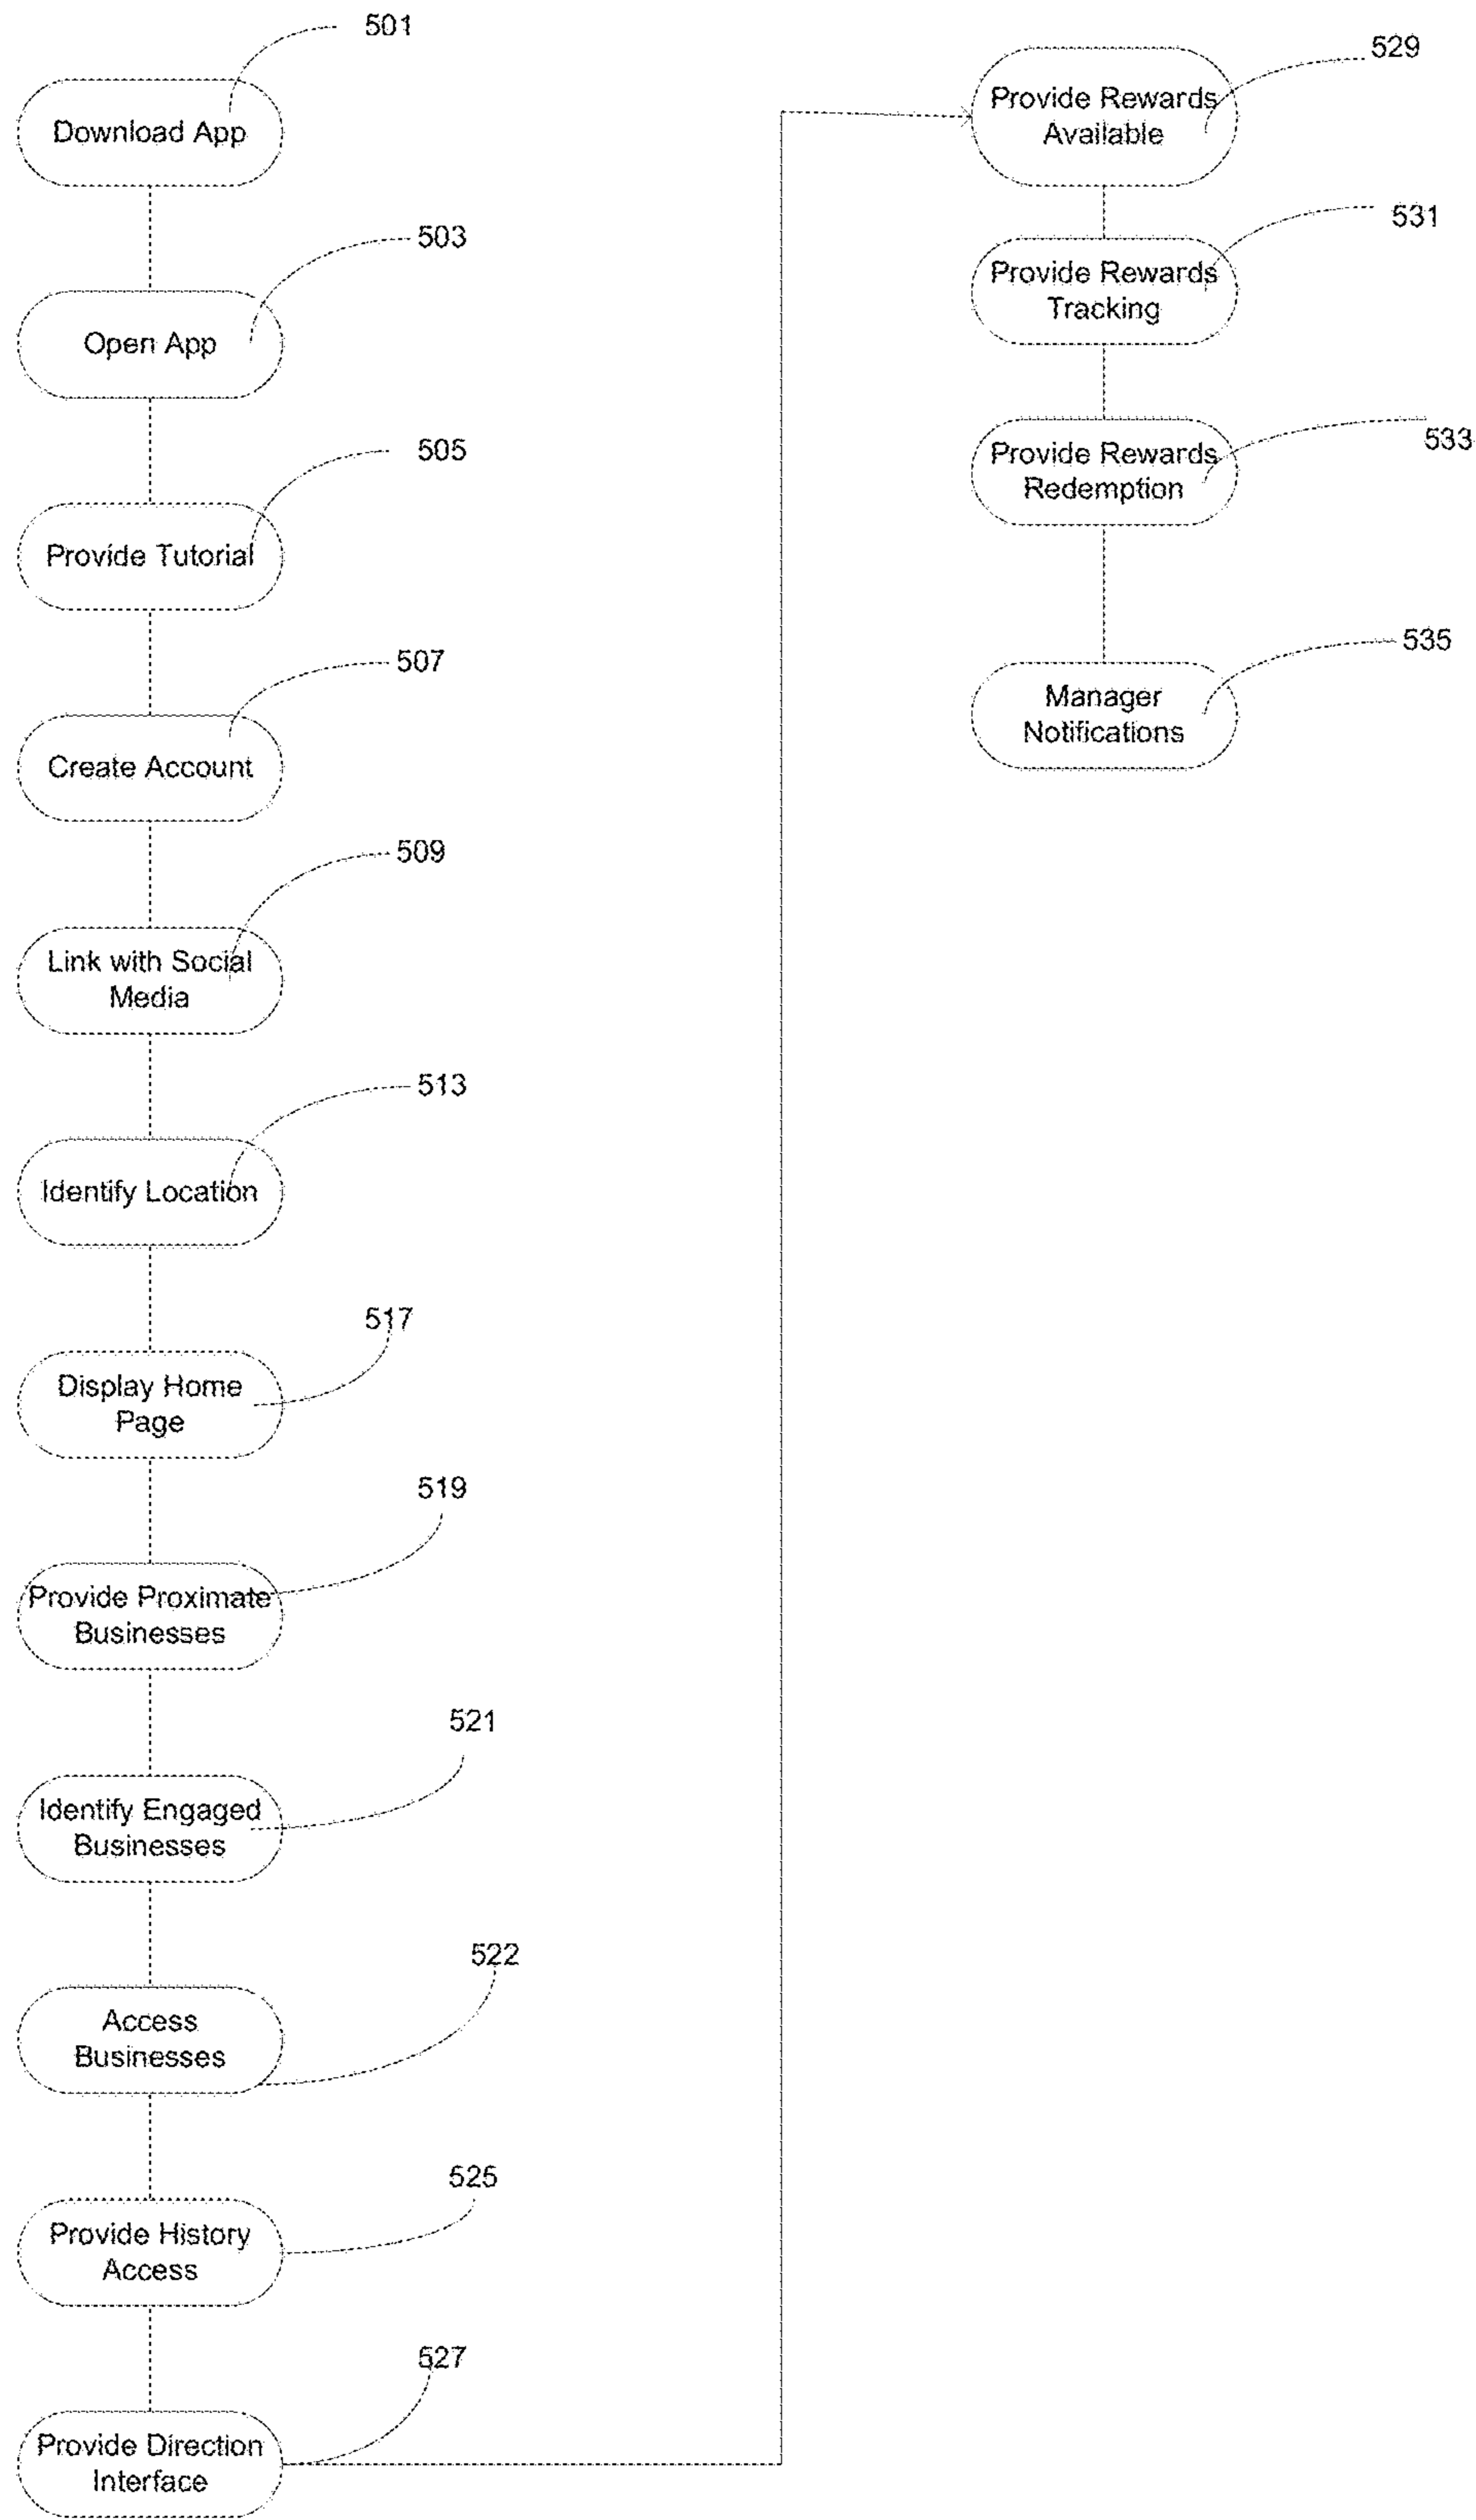 501
Download App
503
Open App
505
Provide Tutorial
507
Create Account
509
Link with Social
Media
513
Identify Location
517
Display Home
Page
519
Provide Proximate
Businesses
521
Identify Engaged
Businesses
522
Access
Businesses
525
Provide History
Access
527
Provide Direction
Interface
529
Provide Rewards
Available
531
Provide Rewards
Tracking
533
Provide Rewards
Redemption
535
Manager
Notifications